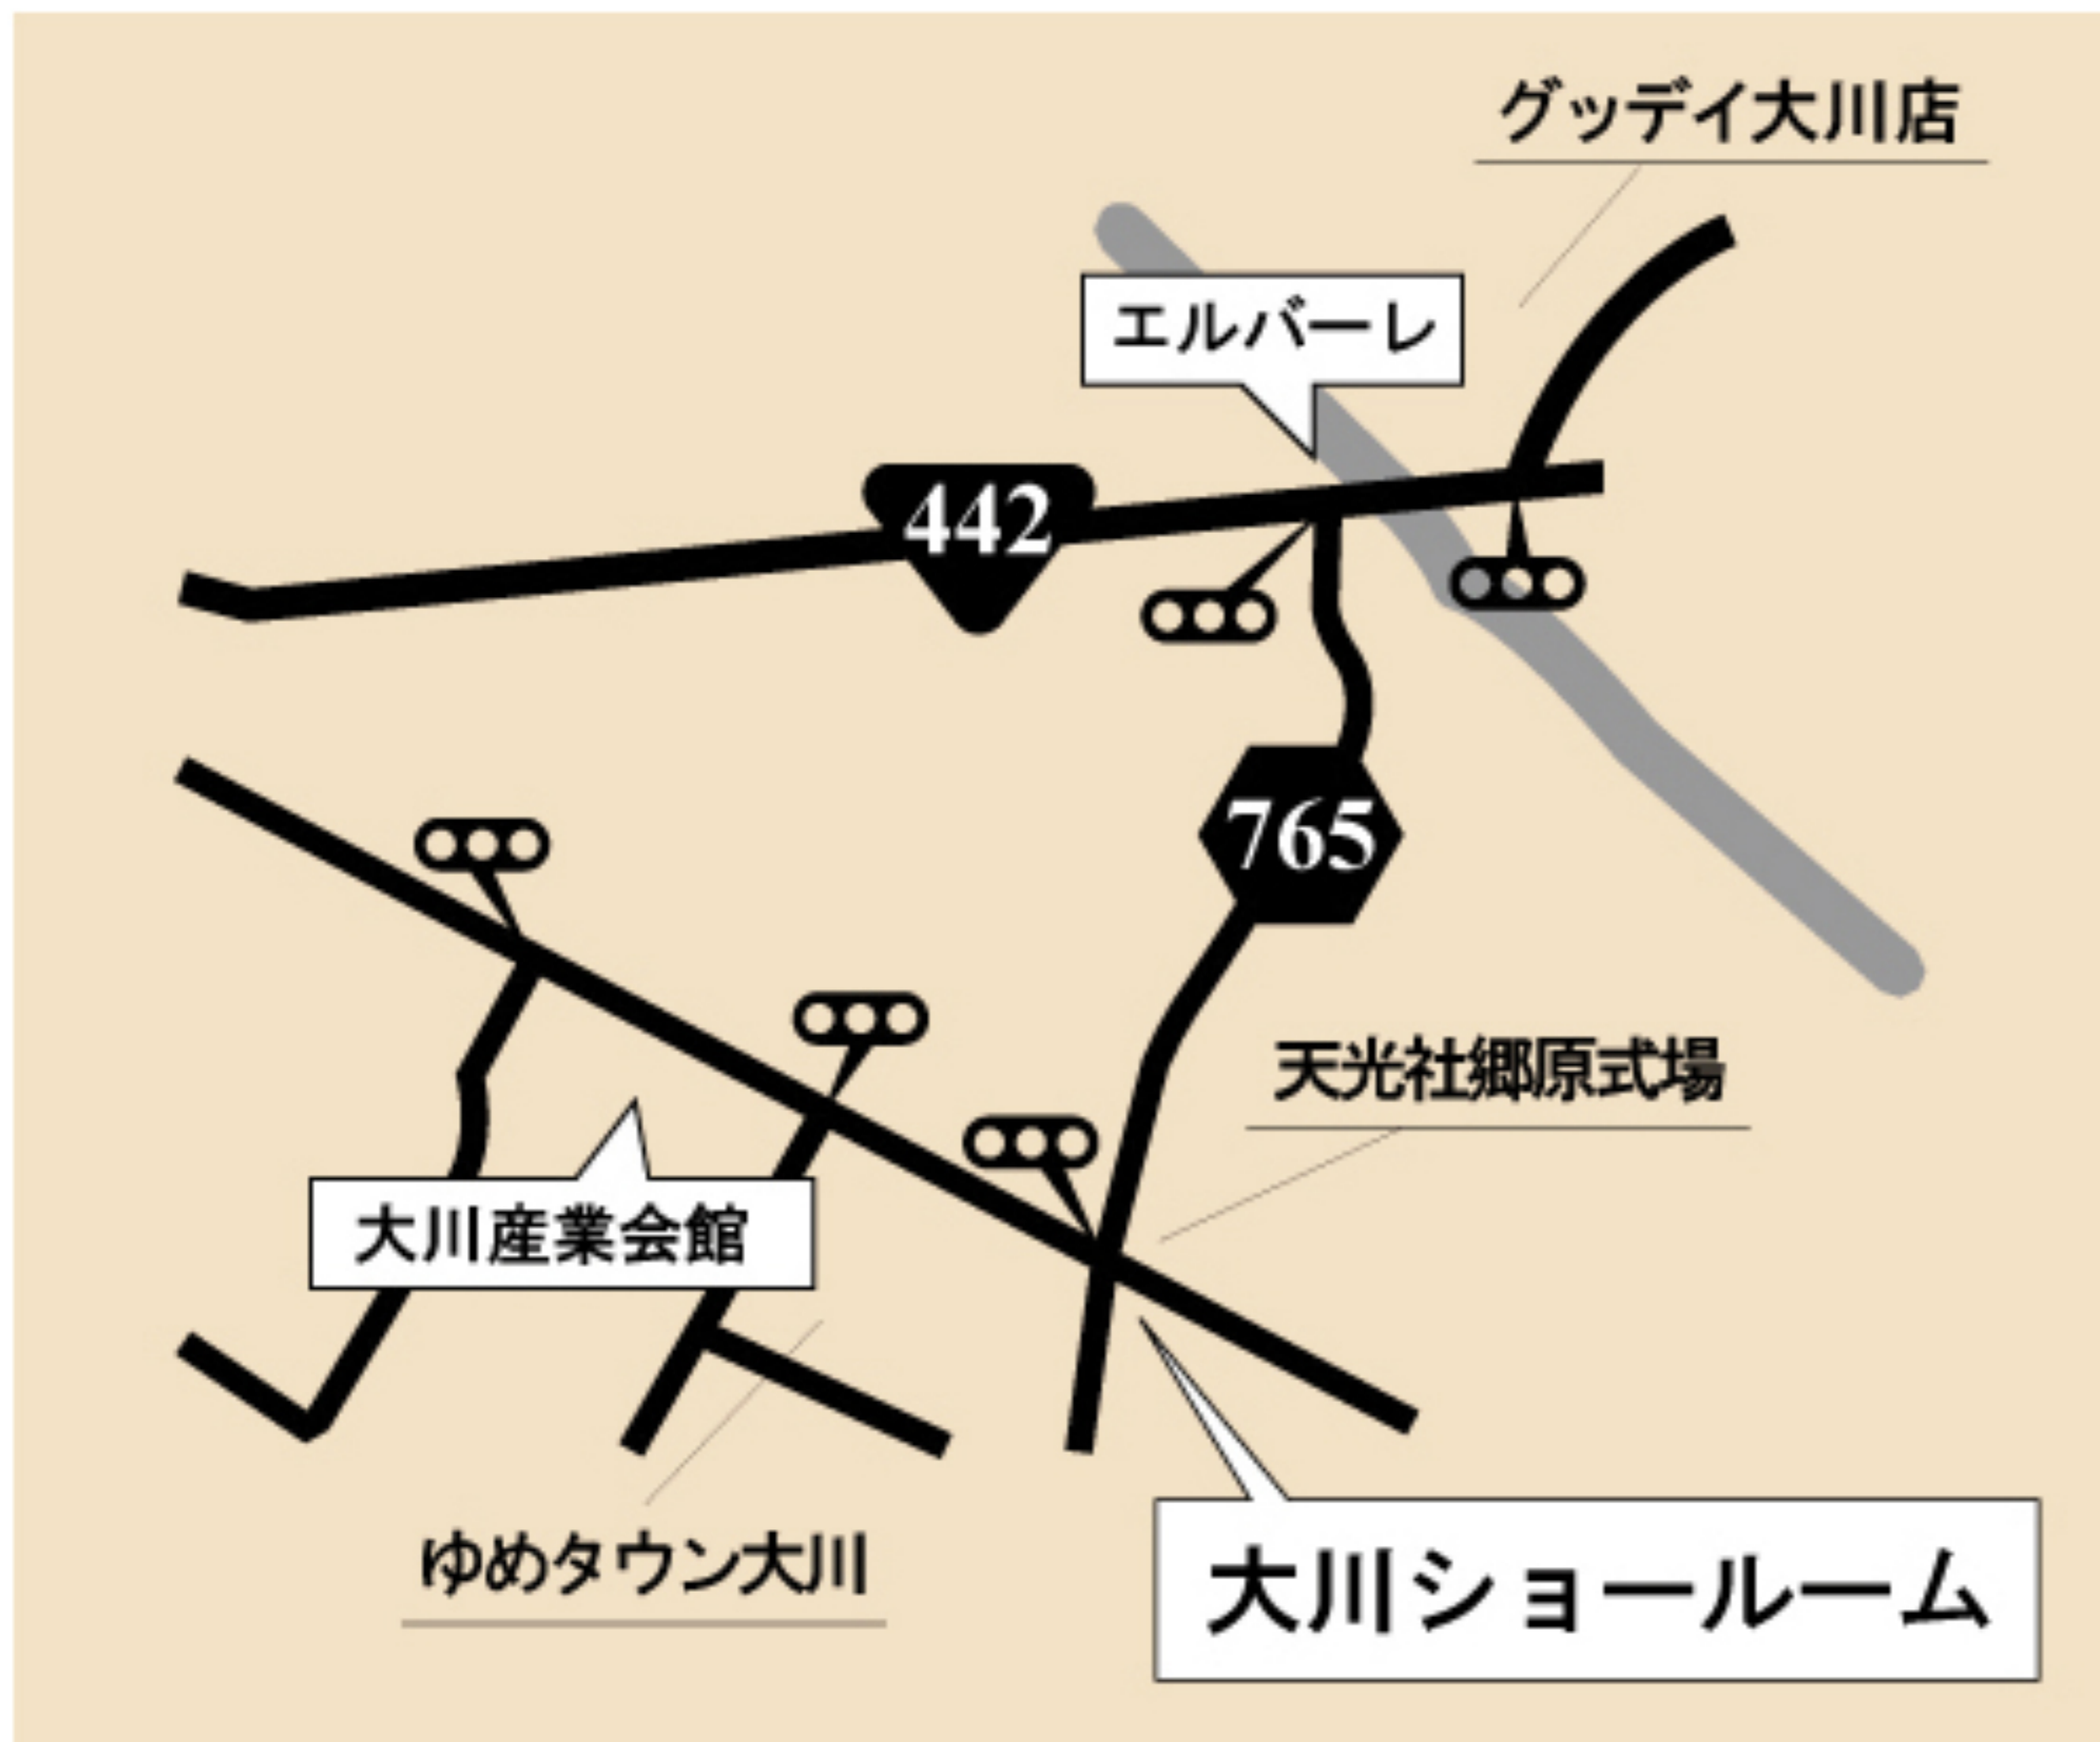 グッデイ大川店
エルバーレ
442
765
天光社郷原式場
大川産業会館
ゆめタウン大川
大川ショールーム